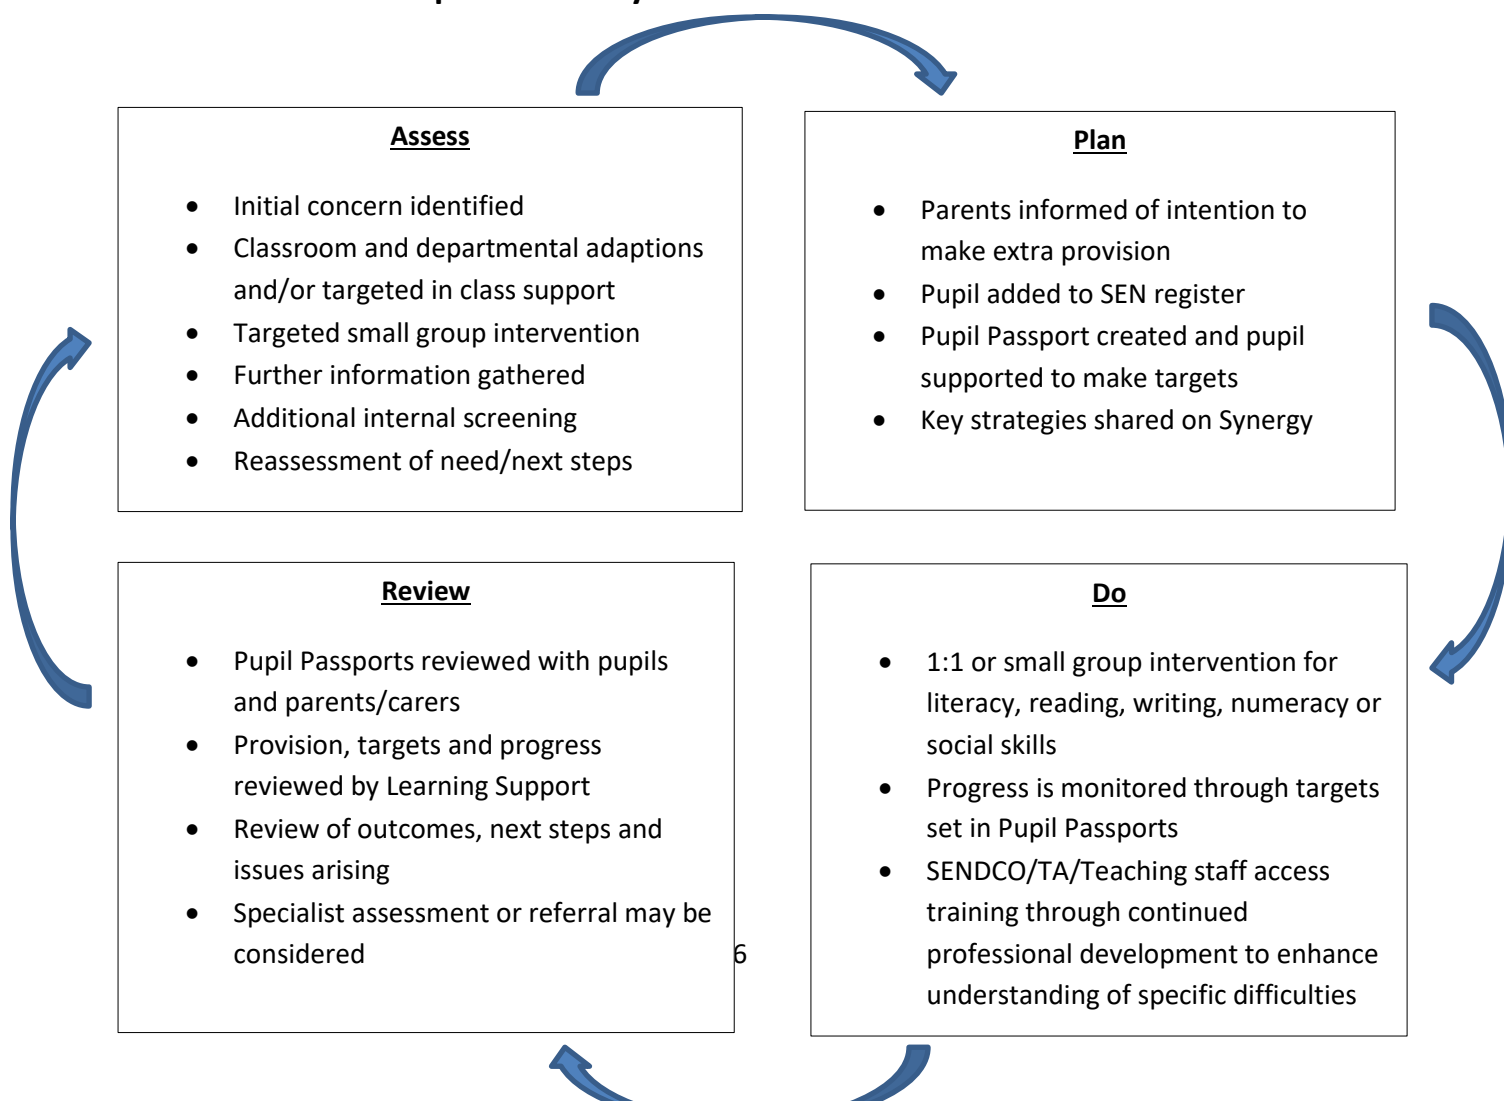 Assess
• Initial concern identified
• Classroom and departmental adaptions
and/or targeted in class support
• Targeted small group intervention
• Further information gathered
• Additional internal screening
• Reassessment of need/next steps
Plan
• Parents informed of intention to
make extra provision
• Pupil added to SEN register
• Pupil Passport created and pupil
supported to make targets
• Key strategies shared on Synergy
Review
• Pupil Passports reviewed with pupils
and parents/carers
• Provision, targets and progress
reviewed by Learning Support
• Review of outcomes, next steps and
issues arising
• Specialist assessment or referral may be
considered
6
Do
• 1:1 or small group intervention for
literacy, reading, writing, numeracy or
social skills
• Progress is monitored through targets
set in Pupil Passports
• SENDCO/TA/Teaching staff access
training through continued
professional development to enhance
understanding of specific difficulties